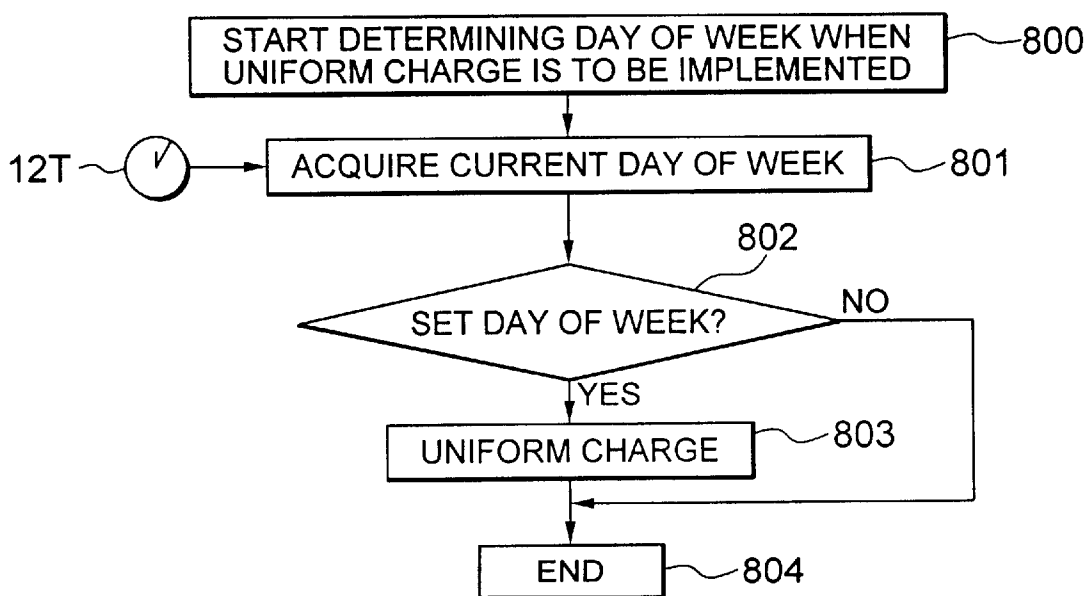 START DETERMINING DAY OF WEEK WHEN
UNIFORM CHARGE IS TO BE IMPLEMENTED
800
12T
ACQUIRE CURRENT DAY OF WEEK
801
802
SET DAY OF WEEK?
NO
YES
UNIFORM CHARGE
803
END
804